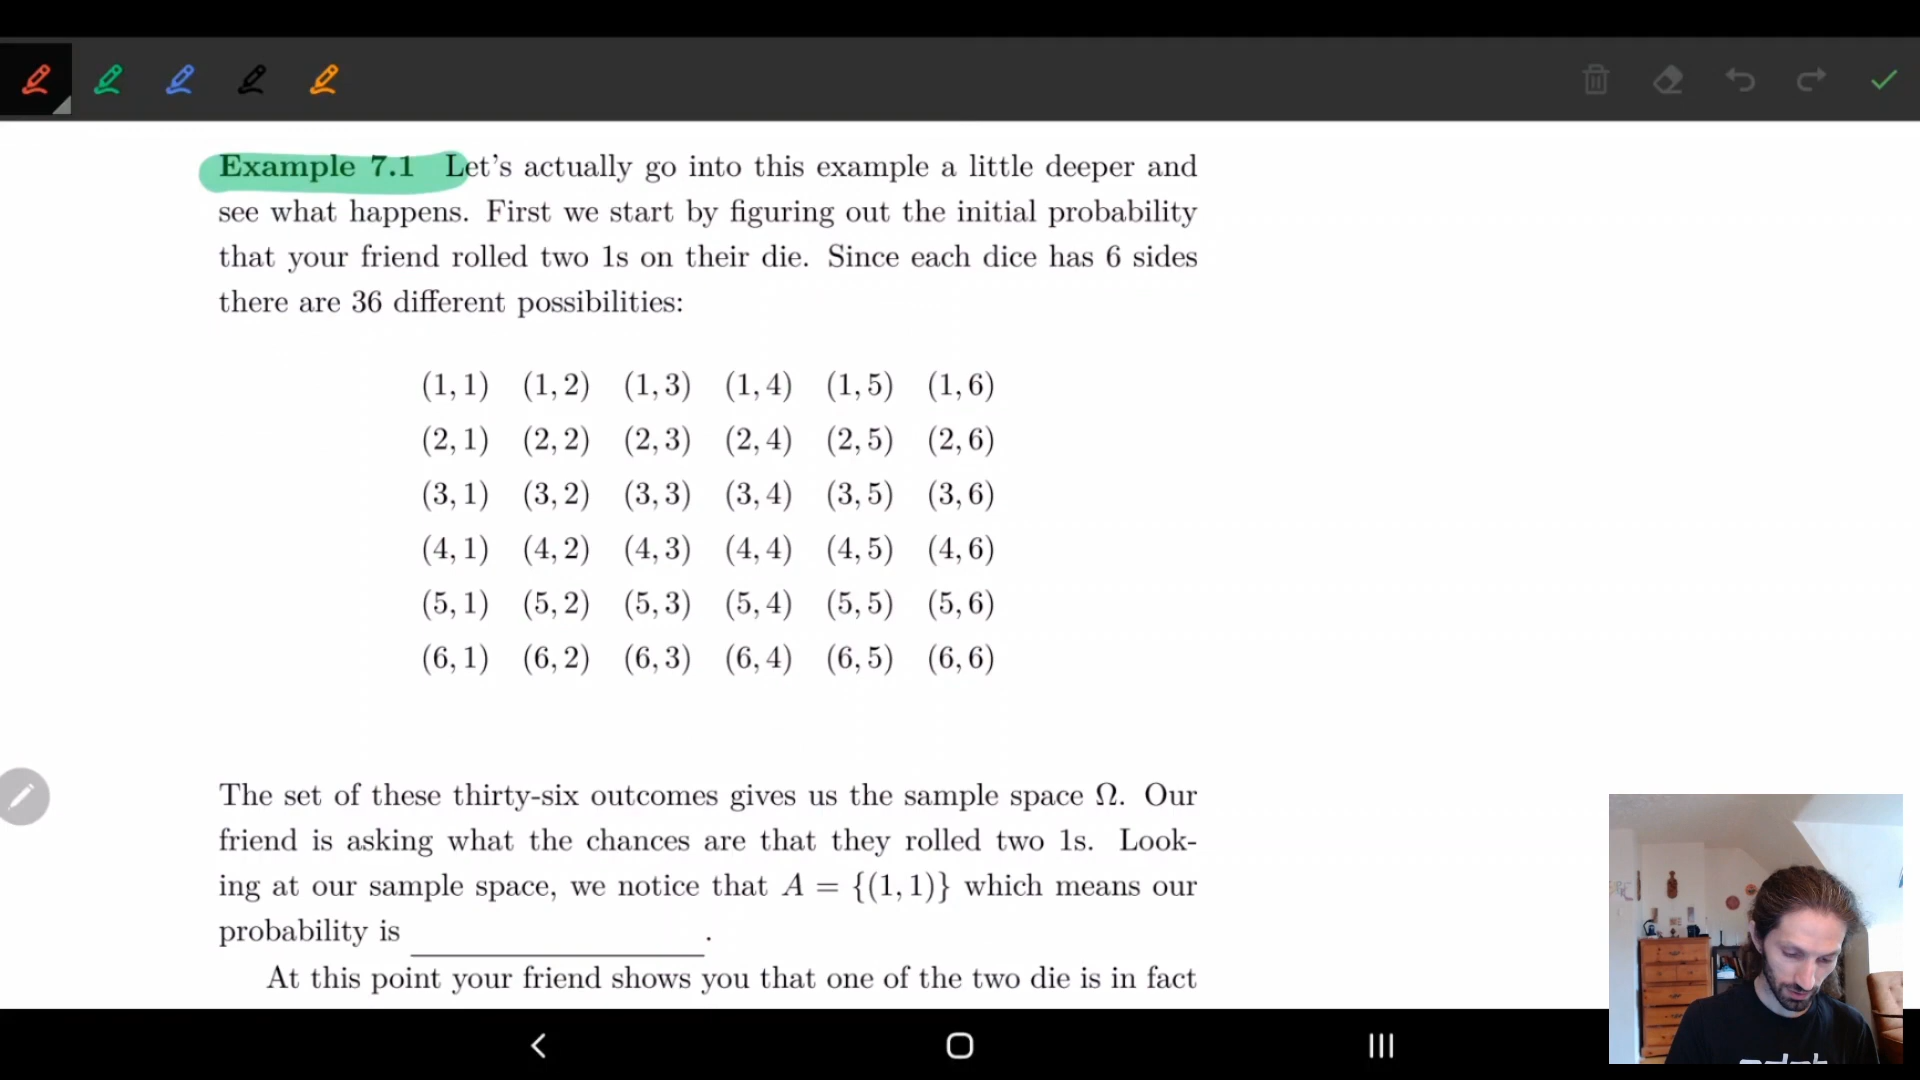 Example 7.1 Let's actually go into this example a little deeper and
see what happens. First we start by figuring out the initial probability
that your friend rolled two 1s on their die. Since each dice has 6 sides
there are 36 different possibilities:
(1, 1) (1, 2) (1, 3) (1, 4) (1, 5) (1, 6)
(2, 1) (2, 2) (2, 3) (2, 4) (2, 5) (2, 6)
(3, 1) (3, 2) (3, 3) (3, 4) (3, 5) (3, 6)
(4, 1) (4, 2) (4, 3) (4, 4) (4, 5) (4, 6)
(5, 1) (5, 2) (5, 3) (5, 4) (5, 5) (5, 6)
(6, 1) (6, 2) (6, 3) (6, 4) (6, 5) (6, 6)
The set of these thirty-six outcomes gives us the sample space Ω. Our
friend is asking what the chances are that they rolled two 1s. Look-
ing at our sample space, we notice that A = {(1, 1)} which means our
probability is ____________.
At this point your friend shows you that one of the two die is in fact